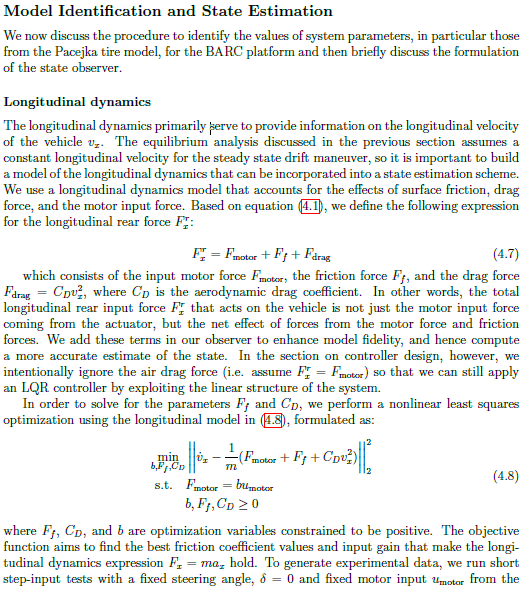 Model Identification and State Estimation
We now discuss the procedure to identify the values of system parameters, in particular those
from the Pacejka tire model, for the BARC platform and then briefly discuss the formulation
of the state observer.
Longitudinal dynamics
The longitudinal dynamics primarily serve to provide information on the longitudinal velocity
of the vehicle vₓ. The equilibrium analysis discussed in the previous section assumes a
constant longitudinal velocity for the steady state drift maneuver, so it is important to build
a model of the longitudinal dynamics that can be incorporated into a state estimation scheme.
We use a longitudinal dynamics model that accounts for the effects of surface friction, drag
force, and the motor input force. Based on equation (4.1), we define the following expression
for the longitudinal rear force F_x^r:
F_x^r = F_motor + F_f + F_drag (4.7)
which consists of the input motor force F_motor, the friction force F_f, and the drag force
F_drag = C_D v_x^2, where C_D is the aerodynamic drag coefficient. In other words, the total
longitudinal rear input force F_x^r that acts on the vehicle is not just the motor input force
coming from the actuator, but the net effect of forces from the motor force and friction
forces. We add these terms in our observer to enhance model fidelity, and hence compute
a more accurate estimate of the state. In the section on controller design, however, we
intentionally ignore the air drag force (i.e. assume F_x^r = F_motor) so that we can still apply
an LQR controller by exploiting the linear structure of the system.
In order to solve for the parameters F_f and C_D, we perform a nonlinear least squares
optimization using the longitudinal model in (4.8), formulated as:
min_{b,F_f,C_D} || v̇_x − 1/m (F_motor + F_f + C_D v_x^2) ||_2^2
s.t. F_motor = bu_motor (4.8)
b, F_f, C_D ≥ 0
where F_f, C_D, and b are optimization variables constrained to be positive. The objective
function aims to find the best friction coefficient values and input gain that make the longi-
tudinal dynamics expression F_x = ma_x hold. To generate experimental data, we run short
step-input tests with a fixed steering angle, δ = 0 and fixed motor input u_motor from the